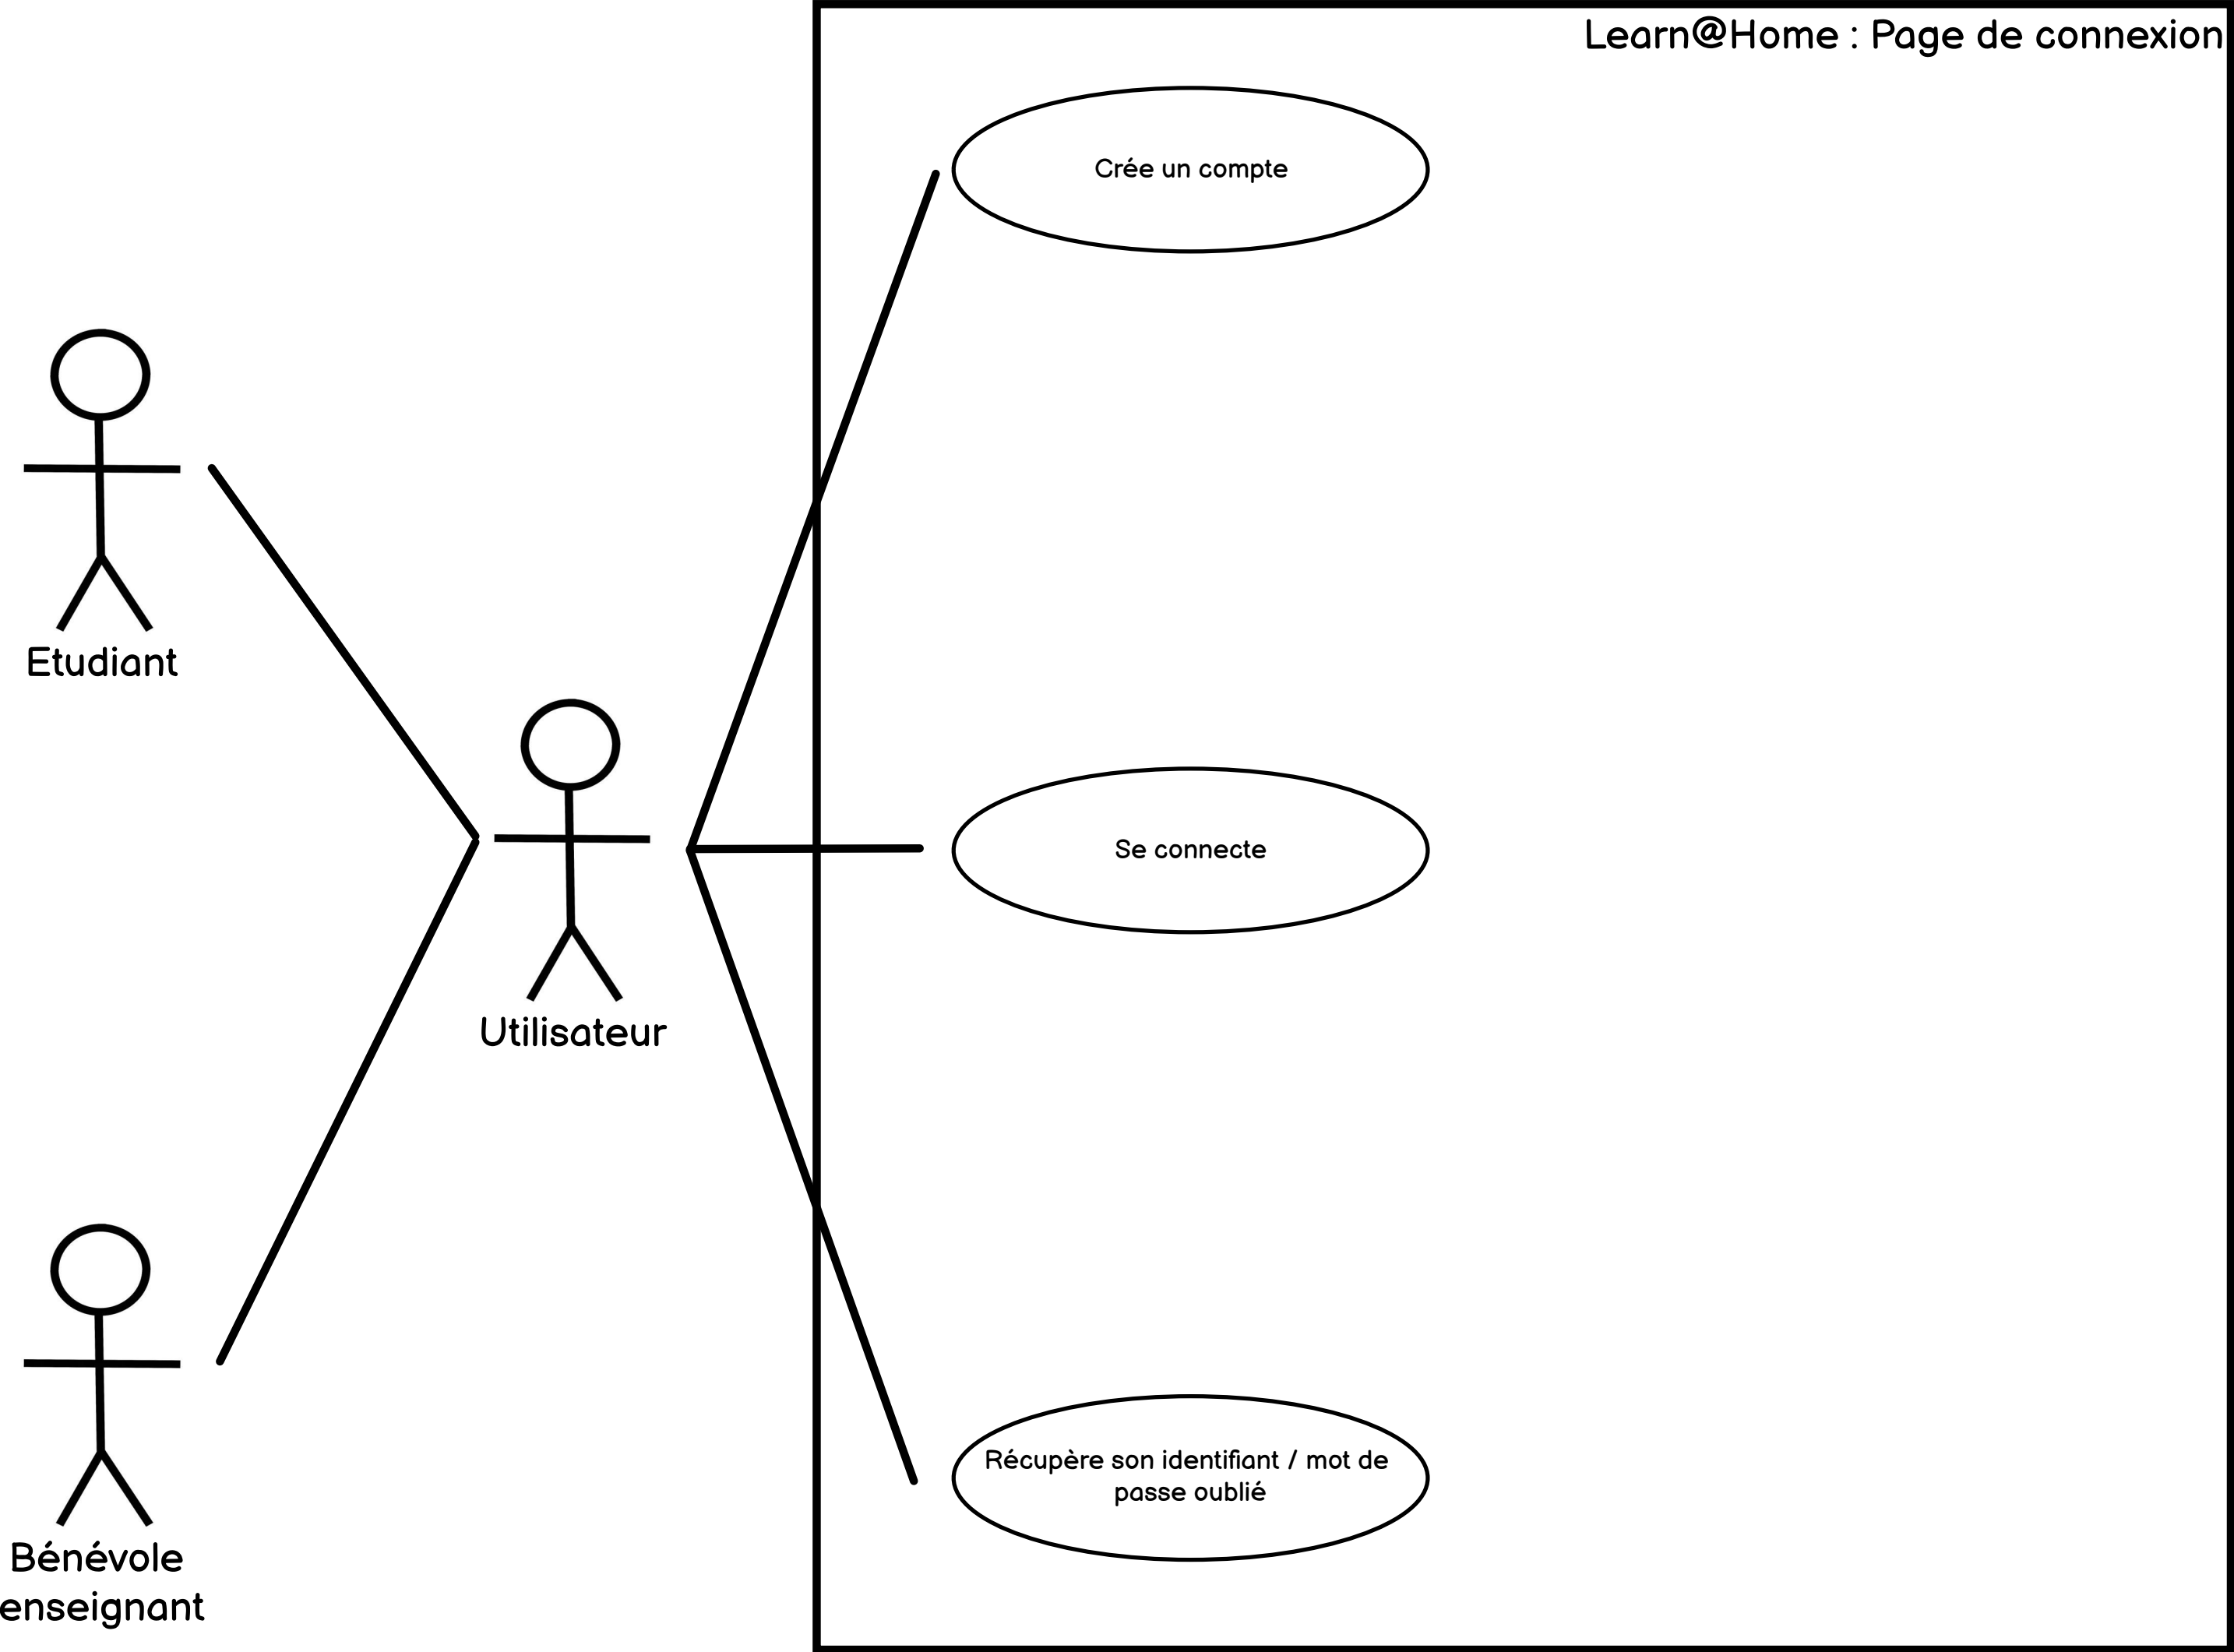 Learn@Home : Page de connexion
Crée un compte
Etudiant
Se connecte
Utilisateur
Récupère son identifiant / mot de
passe oublié
Bénévole
enseignant